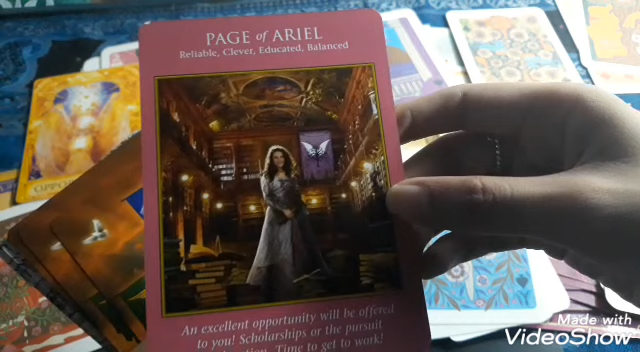 PAGE of ARIEL
Reliable, Clever, Educated, Balanced
An excellent opportunity will be offered
to you! Scholarships or the pursuit
Time to get to work!
OPPO
Made with
VideoShow